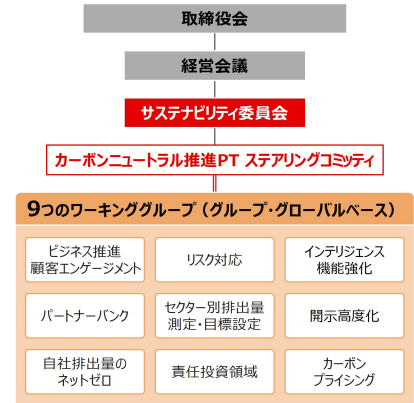 取締役会
経営会議
サステナビリティ委員会
カーボンニュートラル推進PT ステアリングコミッティ
9つのワーキンググループ（グループ・グローバルベース）
ビジネス推進
顧客エンゲージメント
リスク対応
インテリジェンス
機能強化
パートナーバンク
セクター別排出量
測定・目標設定
開示高度化
自社排出量の
ネットゼロ
責任投資領域
カーボン
プライシング